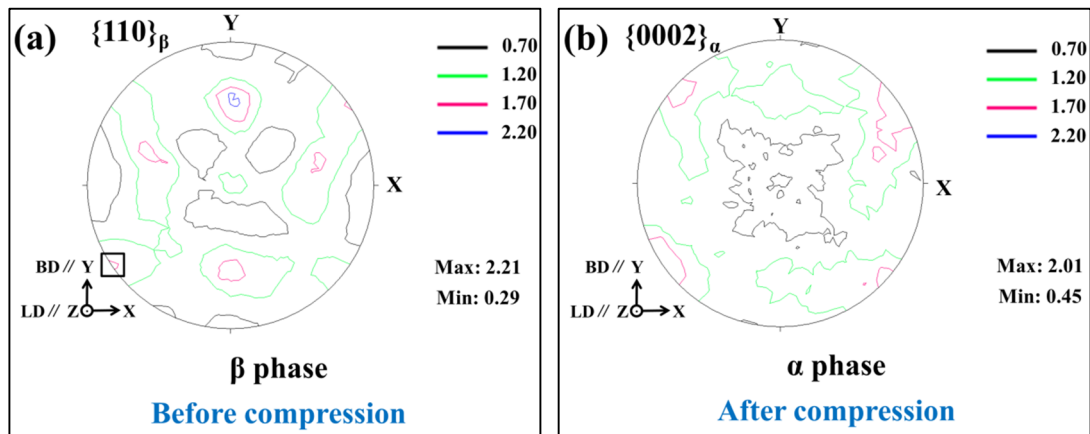 (a) {110}β
Y
0.70
1.20
1.70
2.20
X
BD // Y
LD // Z X
Max: 2.21
Min: 0.29
β phase
Before compression
(b) {0002}α
Y
0.70
1.20
1.70
2.20
X
BD // Y
LD // Z X
Max: 2.01
Min: 0.45
α phase
After compression